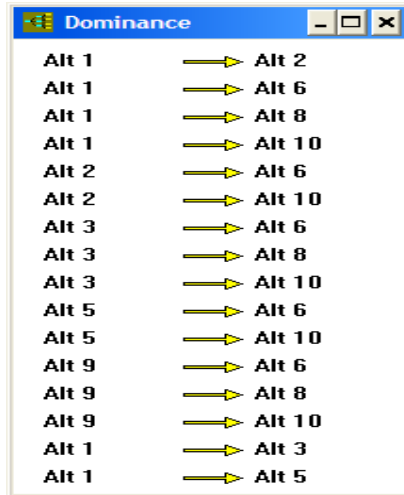 Dominance
Alt 1 Alt 2
Alt 1 Alt 6
Alt 1 Alt 8
Alt 1 Alt 10
Alt 2 Alt 6
Alt 2 Alt 10
Alt 3 Alt 6
Alt 3 Alt 8
Alt 3 Alt 10
Alt 5 Alt 6
Alt 5 Alt 10
Alt 9 Alt 6
Alt 9 Alt 8
Alt 9 Alt 10
Alt 1 Alt 3
Alt 1 Alt 5